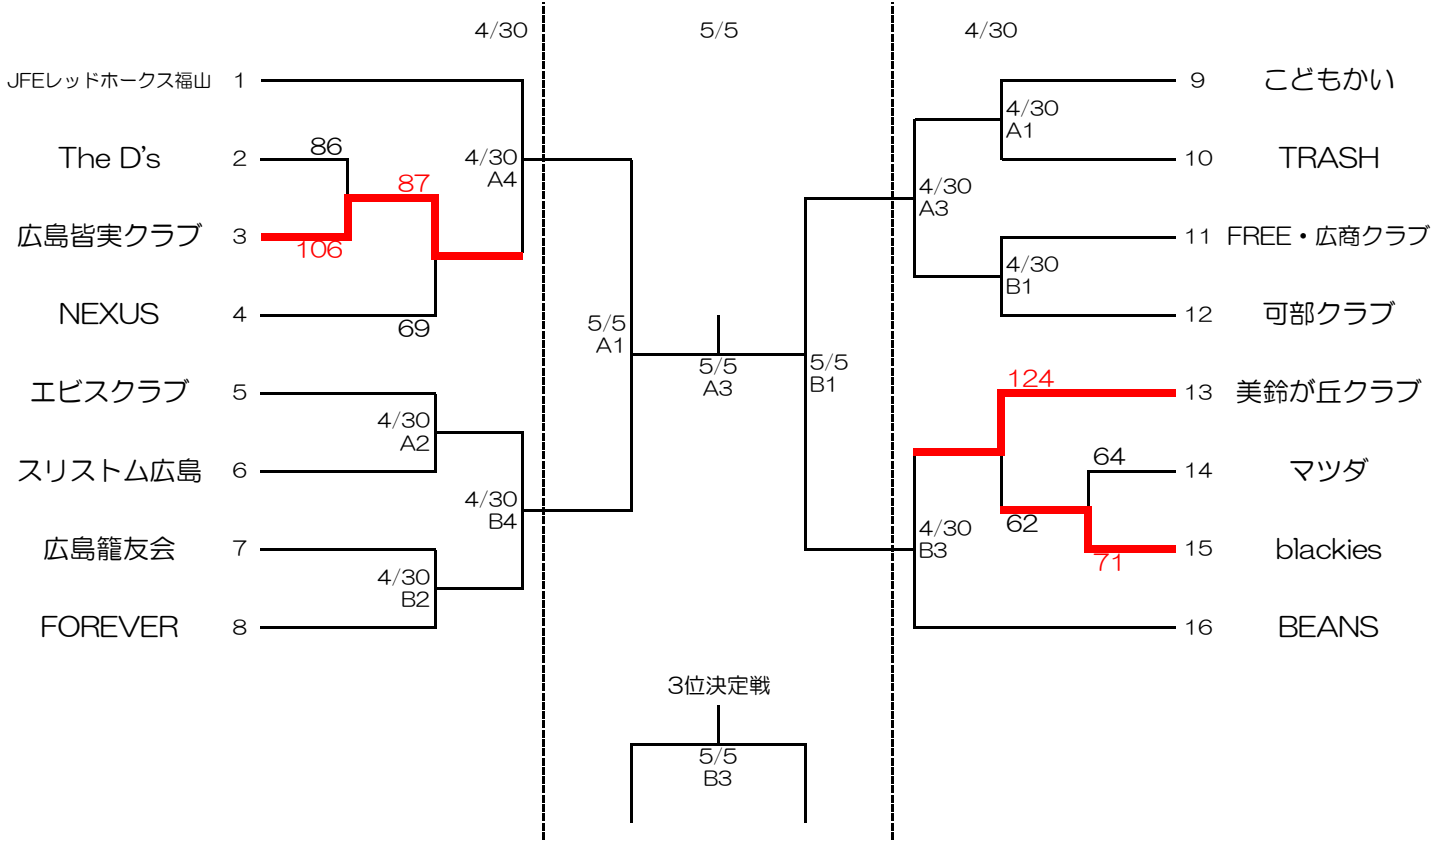 4/30
5/5
4/30
JFEレッドホークス福山 1
The D's 2
86
広島皆実クラブ 3
106
87
NEXUS 4
69
4/30
A4
エビスクラブ 5
スリストム広島 6
4/30
A2
広島籠友会 7
FOREVER 8
4/30
B2
4/30
B4
5/5
A1
5/5
A3
5/5
B1
9 こどもかい
10 TRASH
4/30
A1
4/30
A3
11 FREE・広商クラブ
12 可部クラブ
4/30
B1
124
13 美鈴が丘クラブ
64
14 マツダ
62
15 blackies
71
4/30
B3
16 BEANS
3位決定戦
5/5
B3